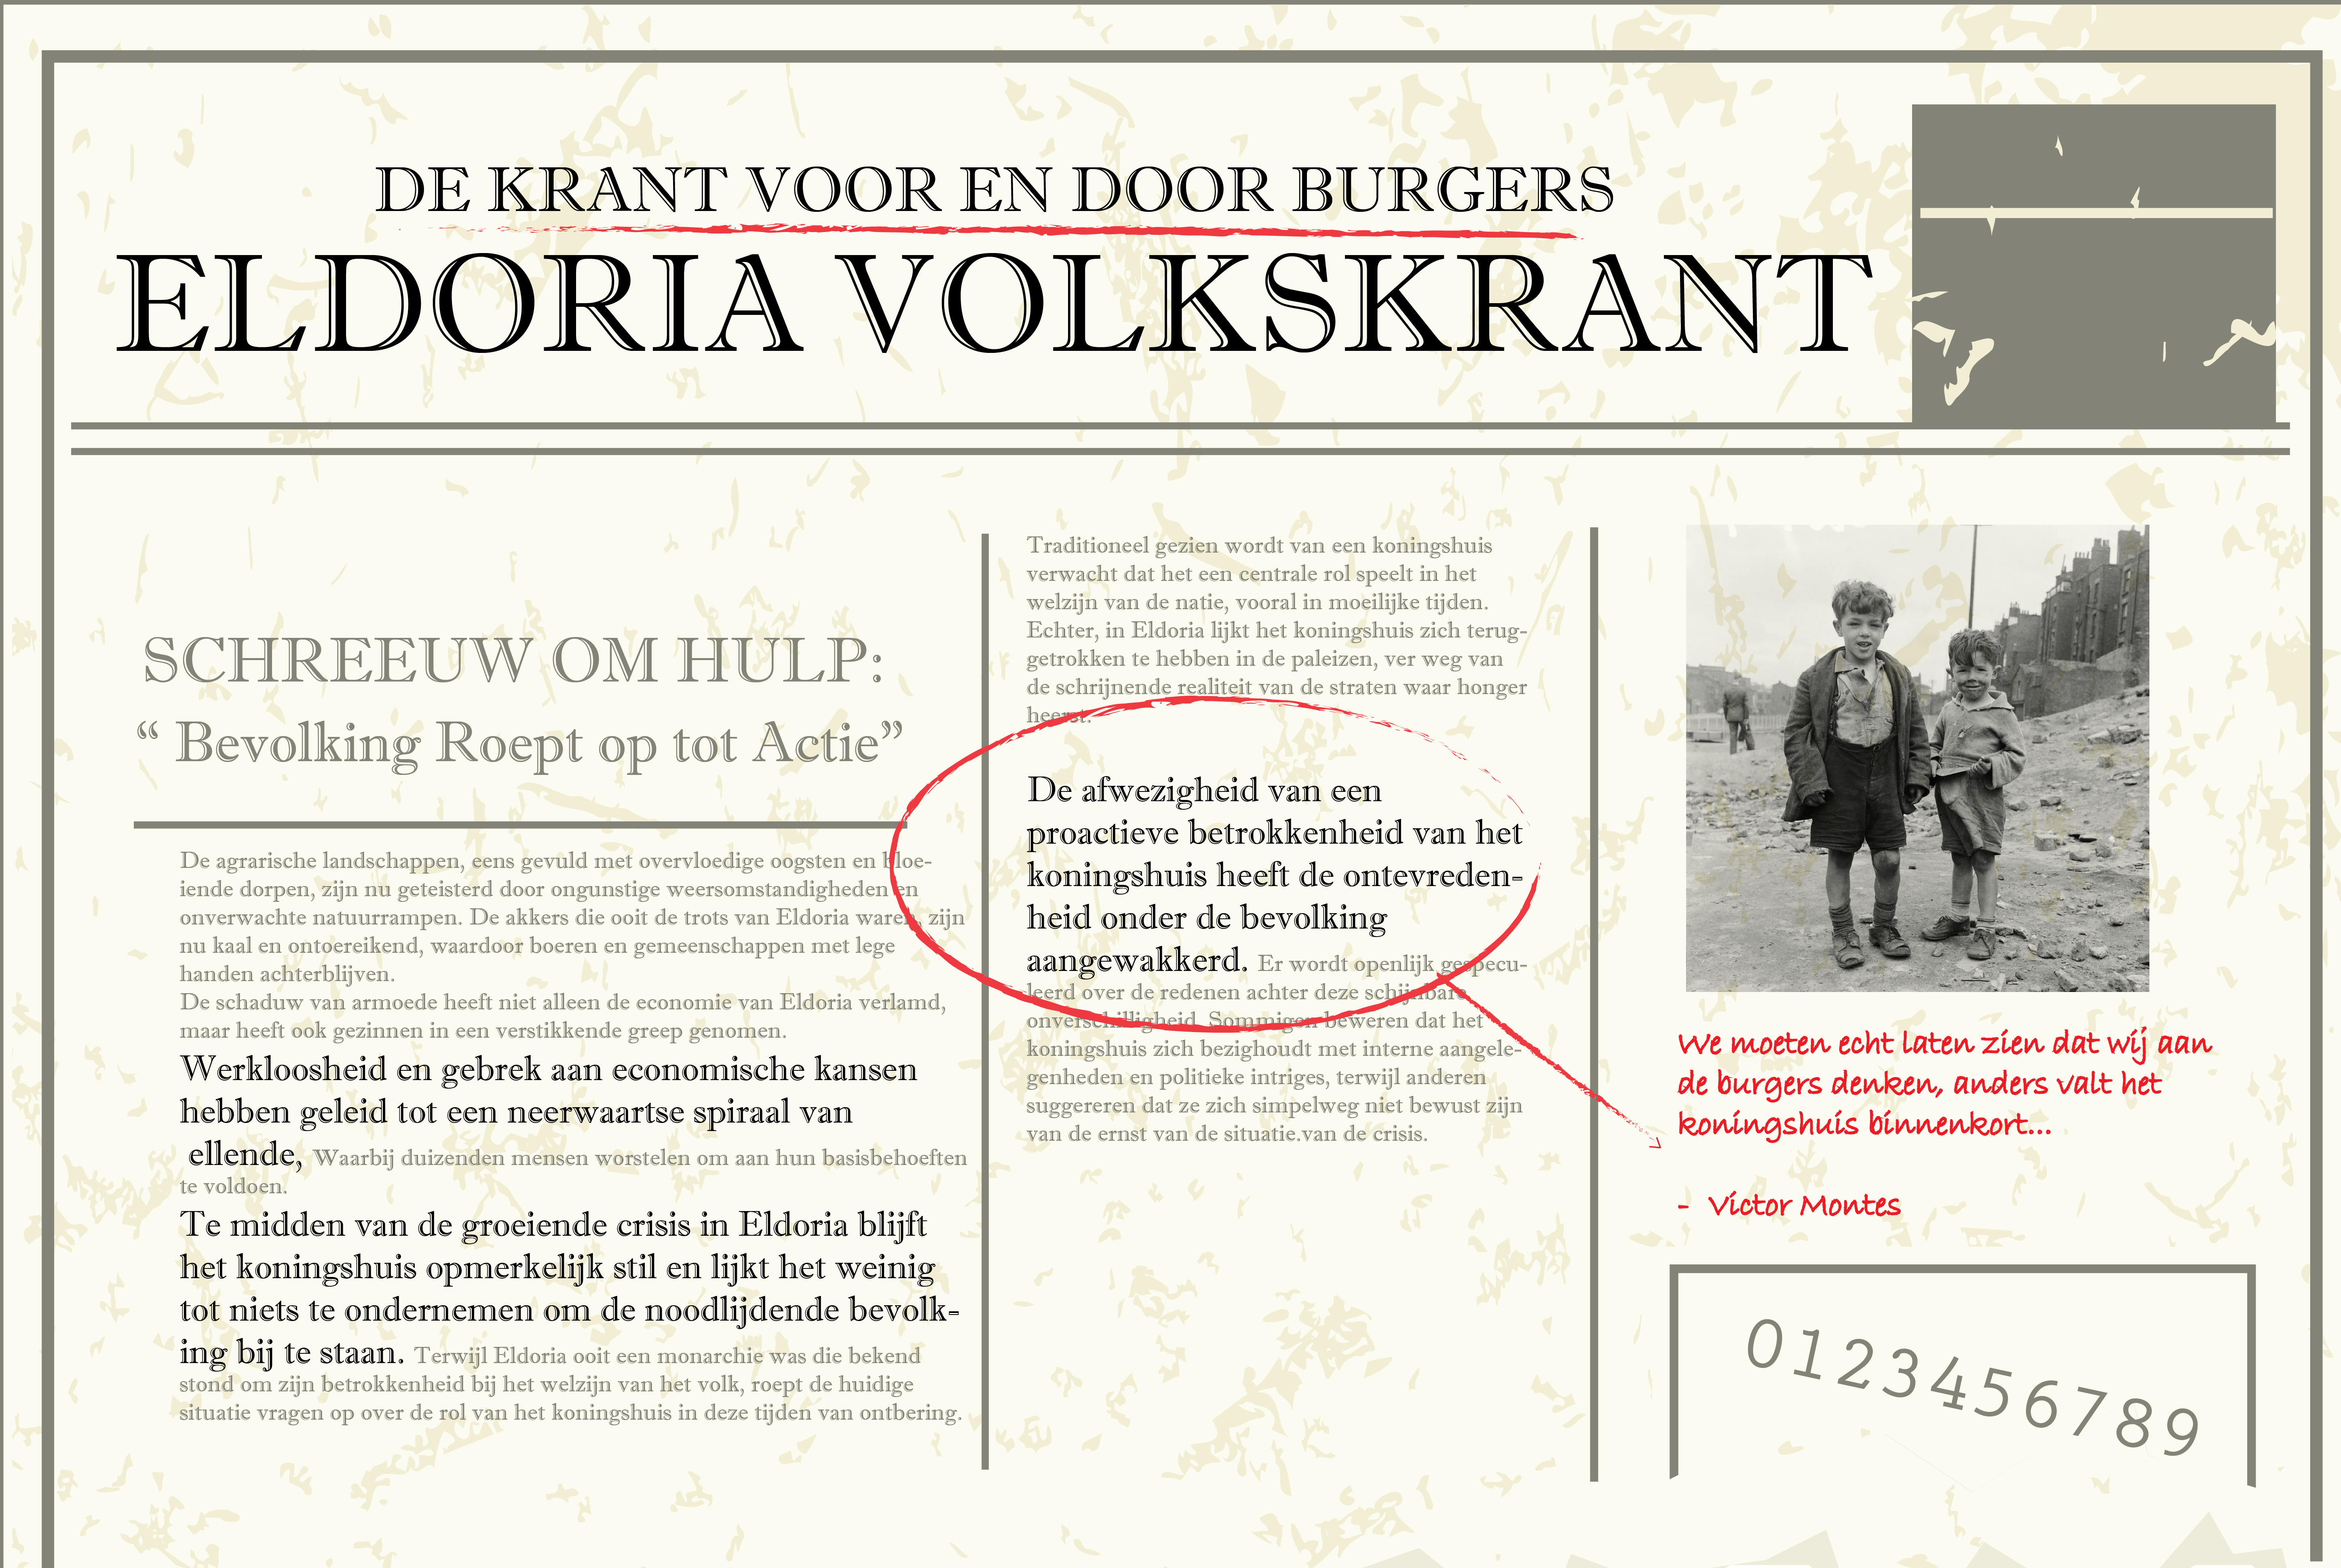 DE KRANT VOOR EN DOOR BURGERS
ELDORIA VOLKSKRANT
SCHREEUW OM HULP:
“ Bevolking Roept op tot Actie”
De agrarische landschappen, eens gevuld met overvloedige oogsten en bloe-
iende dorpen, zijn nu geteisterd door ongunstige weersomstandigheden en
onverwachte natuurrampen. De akkers die ooit de trots van Eldoria waren, zijn
nu kaal en ontoereikend, waardoor boeren en gemeenschappen met lege
handen achterblijven.
De schaduw van armoede heeft niet alleen de economie van Eldoria verlamd,
maar heeft ook gezinnen in een verstikkende greep genomen.
Werkloosheid en gebrek aan economische kansen
hebben geleid tot een neerwaartse spiraal van
ellende, Waarbij duizenden mensen worstelen om aan hun basisbehoeften
te voldoen.
Te midden van de groeiende crisis in Eldoria blijft
het koningshuis opmerkelijk stil en lijkt het weinig
tot niets te ondernemen om de noodlijdende bevolk-
ing bij te staan. Terwijl Eldoria ooit een monarchie was die bekend
stond om zijn betrokkenheid bij het welzijn van het volk, roept de huidige
situatie vragen op over de rol van het koningshuis in deze tijden van ontbering.
Traditioneel gezien wordt van een koningshuis
verwacht dat het een centrale rol speelt in het
welzijn van de natie, vooral in moeilijke tijden.
Echter, in Eldoria lijkt het koningshuis zich terug-
getrokken te hebben in de paleizen, ver weg van
de schrijnende realiteit van de straten waar honger
heerst.
De afwezigheid van een
proactieve betrokkenheid van het
koningshuis heeft de ontevreden-
heid onder de bevolking
aangewakkerd. Er wordt openlijk gespecu-
leerd over de redenen achter deze schijnbare
onverschilligheid. Sommigen beweren dat het
koningshuis zich bezighoudt met interne aangele-
genheden en politieke intriges, terwijl anderen
suggereren dat ze zich simpelweg niet bewust zijn
van de ernst van de situatie.van de crisis.
We moeten echt laten zien dat wij aan
de burgers denken, anders valt het
koningshuis binnenkort...
- Victor Montes
0123456789